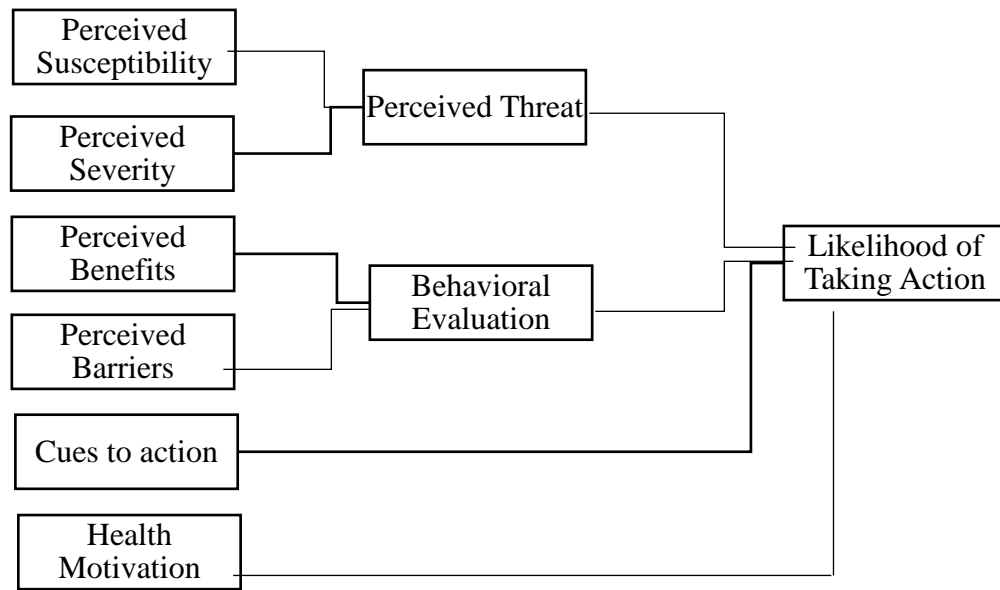 Perceived
Susceptibility
Perceived Threat
Perceived
Severity
Perceived
Benefits
Likelihood of
Taking Action
Behavioral
Evaluation
Perceived
Barriers
Cues to action
Health
Motivation